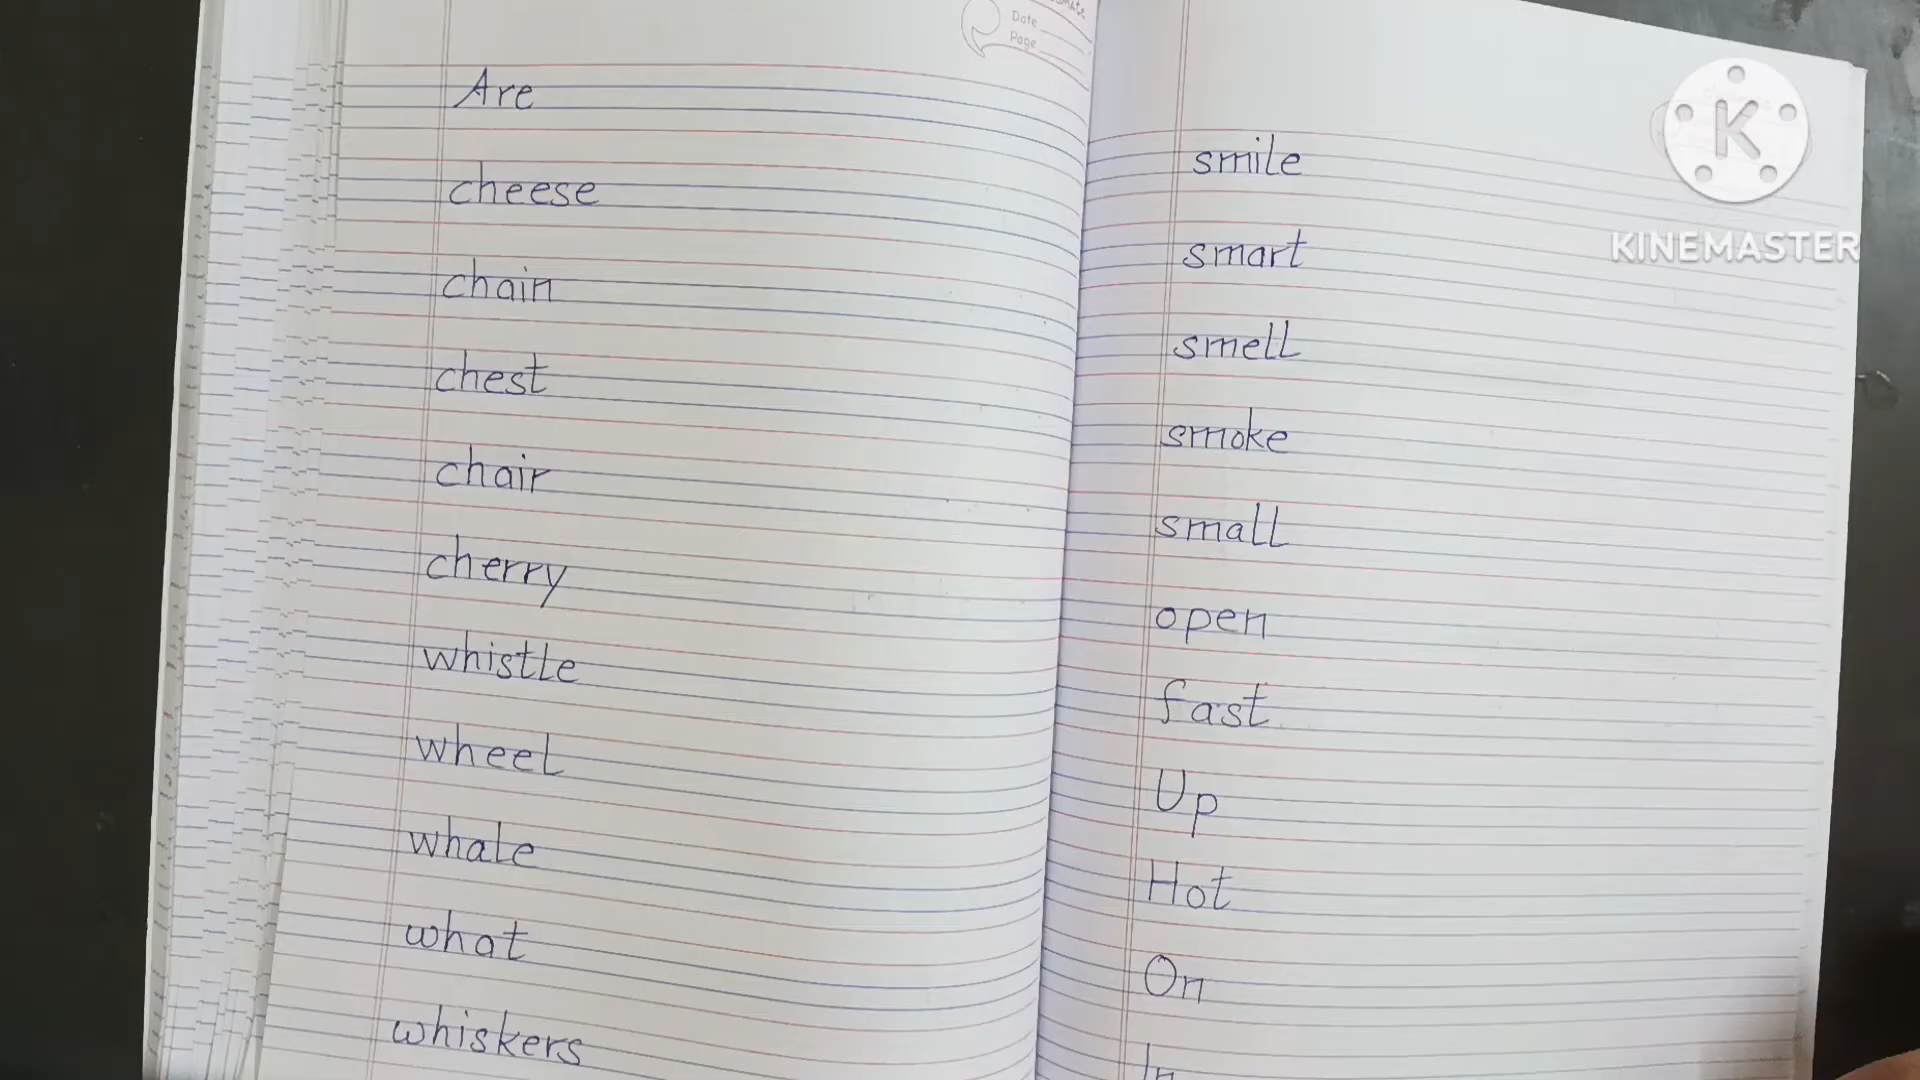 Date
Page
Are
cheese
chain
chest
chair
cherry
whistle
wheel
whale
what
whiskers
smile
smart
smell
smoke
small
open
fast
Up
Hot
On
In
K
KINEMASTER